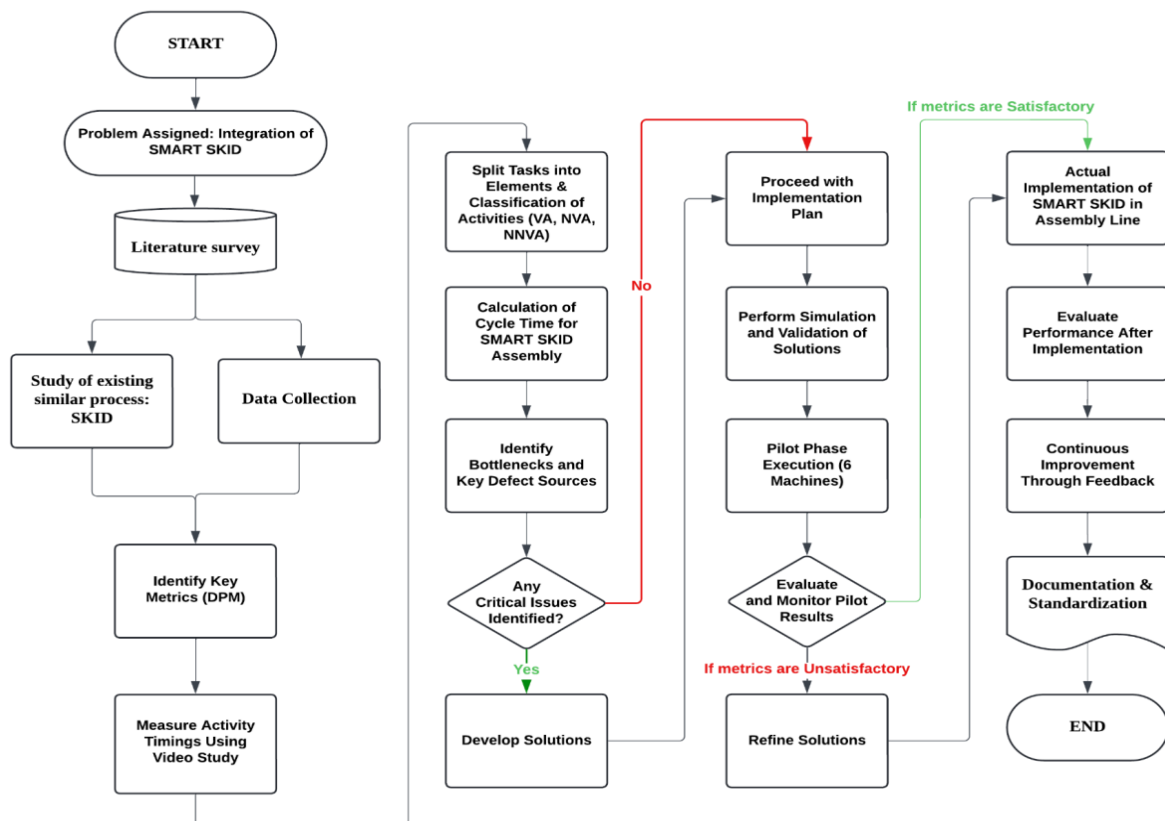 START
Problem Assigned: Integration of
SMART SKID
Literature survey
Study of existing
similar process:
SKID
Data Collection
Identify Key
Metrics (DPM)
Measure Activity
Timings Using
Video Study
Split Tasks into
Elements &
Classification of
Activities (VA, NVA,
NNVA)
Calculation of
Cycle Time for
SMART SKID
Assembly
Identify
Bottlenecks and
Key Defect Sources
Any
Critical Issues
Identified?
No
Yes
Develop Solutions
Proceed with
Implementation
Plan
Perform Simulation
and Validation of
Solutions
Pilot Phase
Execution (6
Machines)
Evaluate
and Monitor Pilot
Results
If metrics are Satisfactory
If metrics are Unsatisfactory
Refine Solutions
Actual
Implementation of
SMART SKID in
Assembly Line
Evaluate
Performance After
Implementation
Continuous
Improvement
Through Feedback
Documentation &
Standardization
END